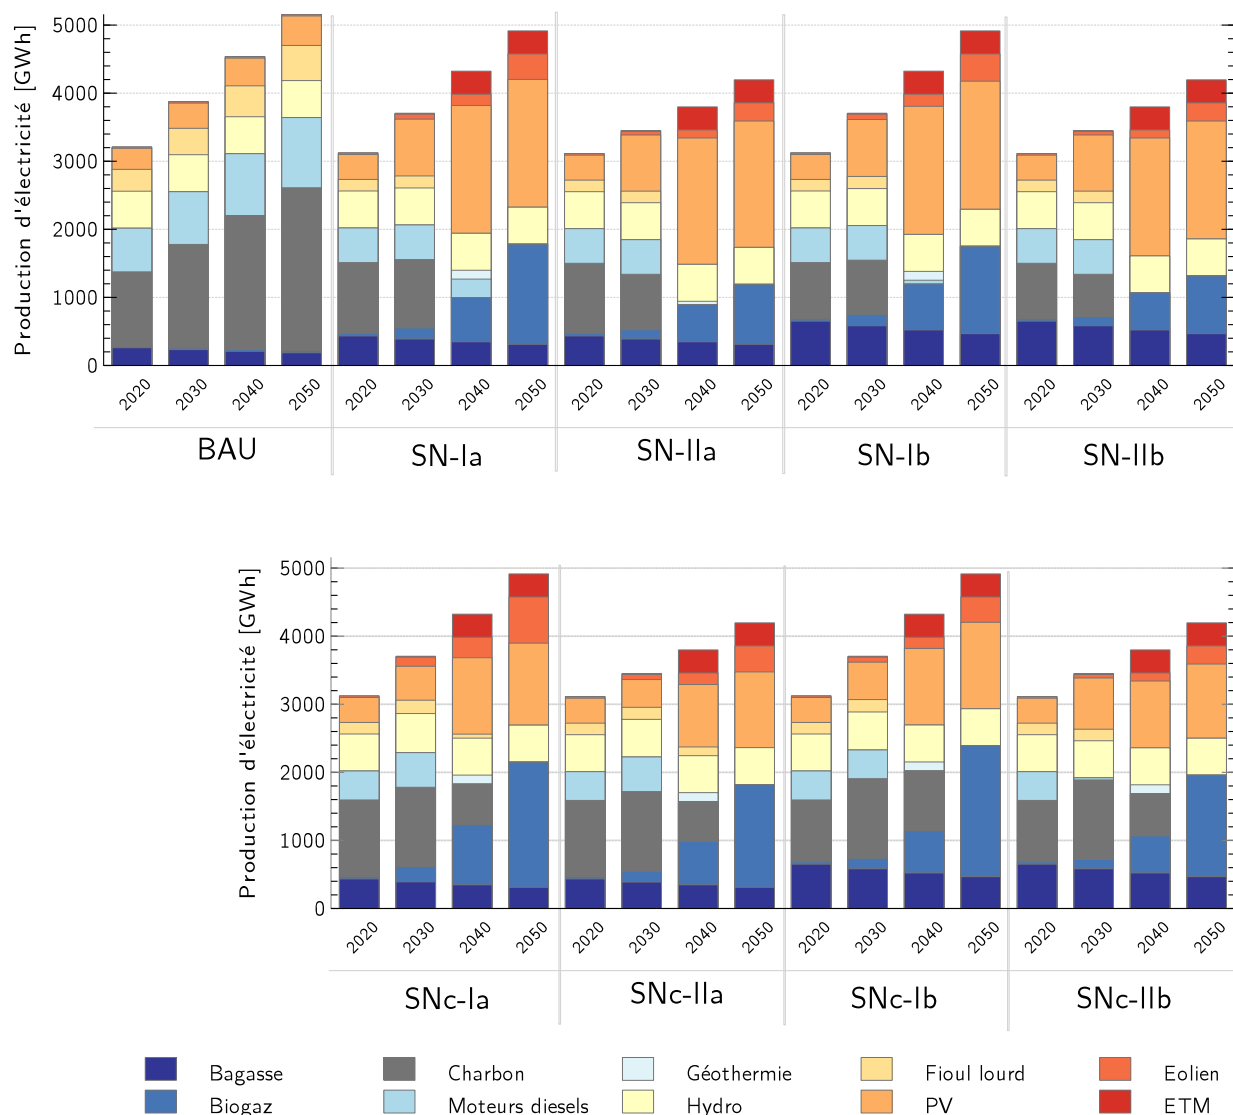 Production d'électricité [GWh]
5000
4000
3000
2000
1000
0
2020 2030 2040 2050 2020 2030 2040 2050 2020 2030 2040 2050 2020 2030 2040 2050 2020 2030 2040 2050
BAU SN-Ia SN-IIa SN-Ib SN-IIb
Production d'électricité [GWh]
5000
4000
3000
2000
1000
0
2020 2030 2040 2050 2020 2030 2040 2050 2020 2030 2040 2050 2020 2030 2040 2050
SNc-Ia SNc-IIa SNc-Ib SNc-IIb
Bagasse Charbon Géothermie Fioul lourd Eolien
Biogaz Moteurs diesels Hydro PV ETM